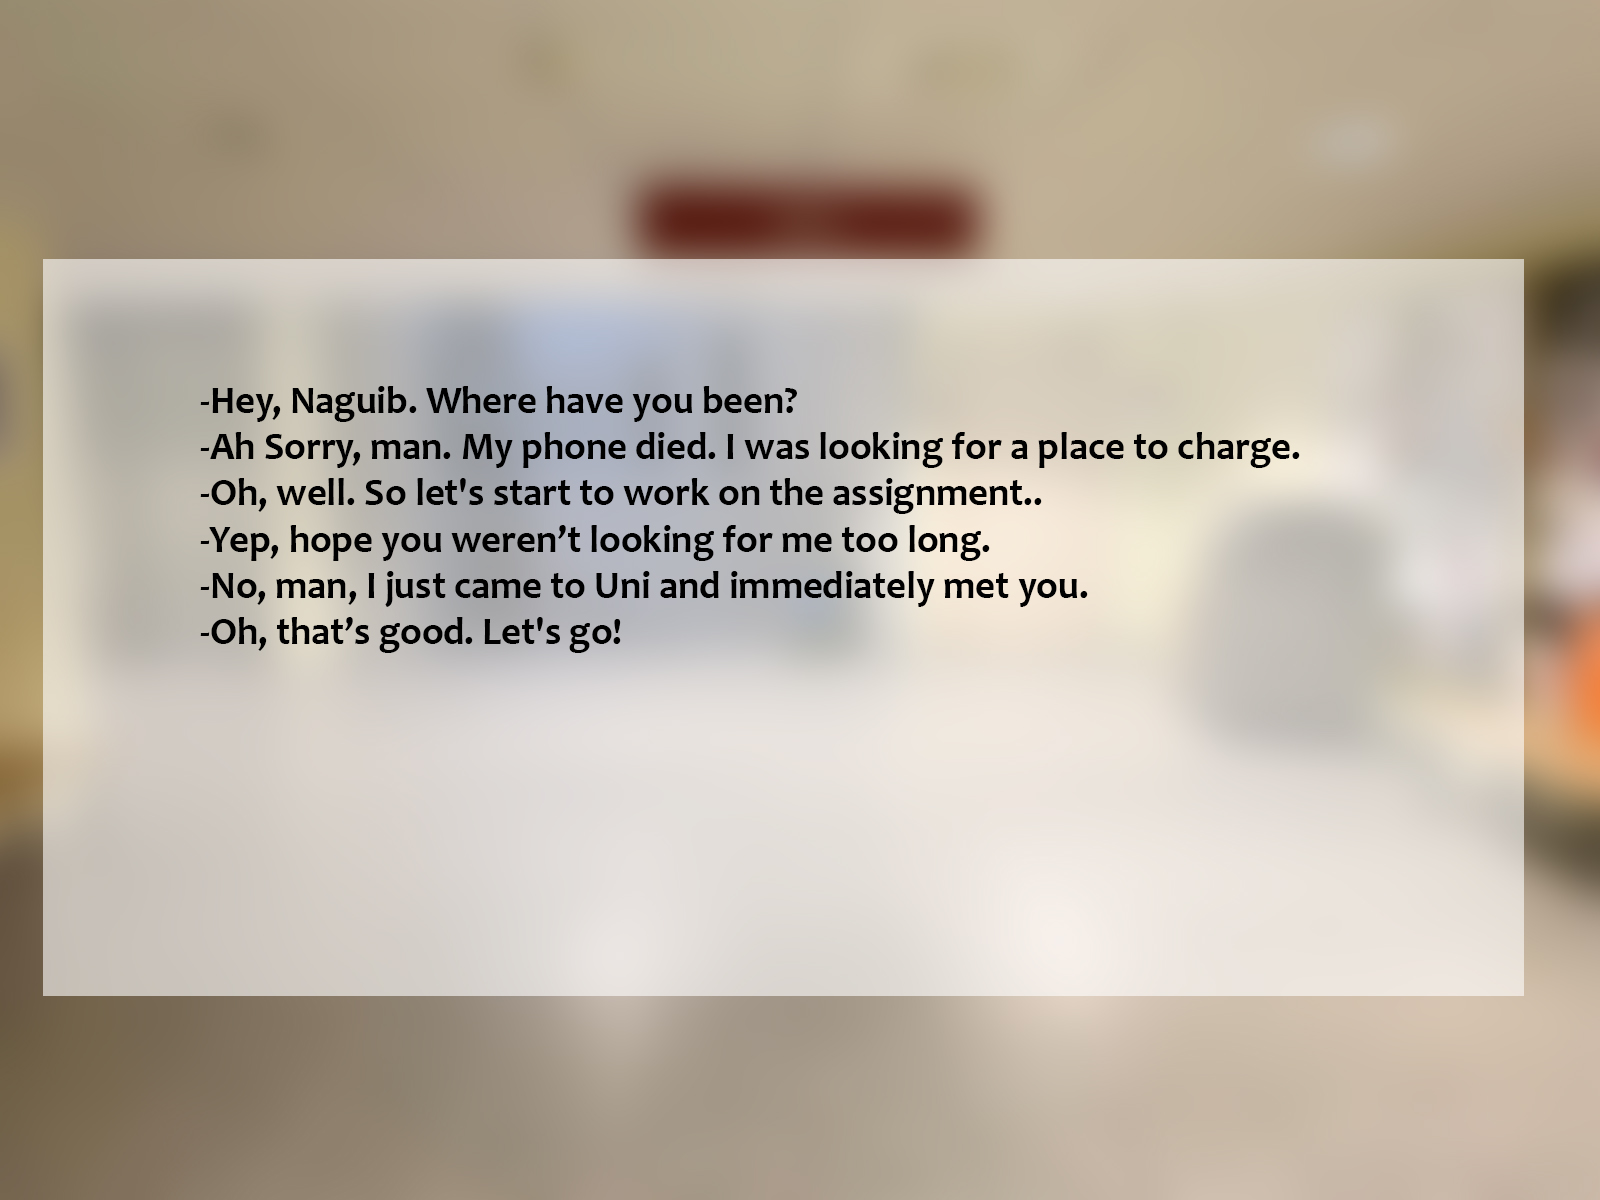 -Hey, Naguib. Where have you been?
-Ah Sorry, man. My phone died. I was looking for a place to charge.
-Oh, well. So let's start to work on the assignment..
-Yep, hope you weren’t looking for me too long.
-No, man, I just came to Uni and immediately met you.
-Oh, that’s good. Let's go!